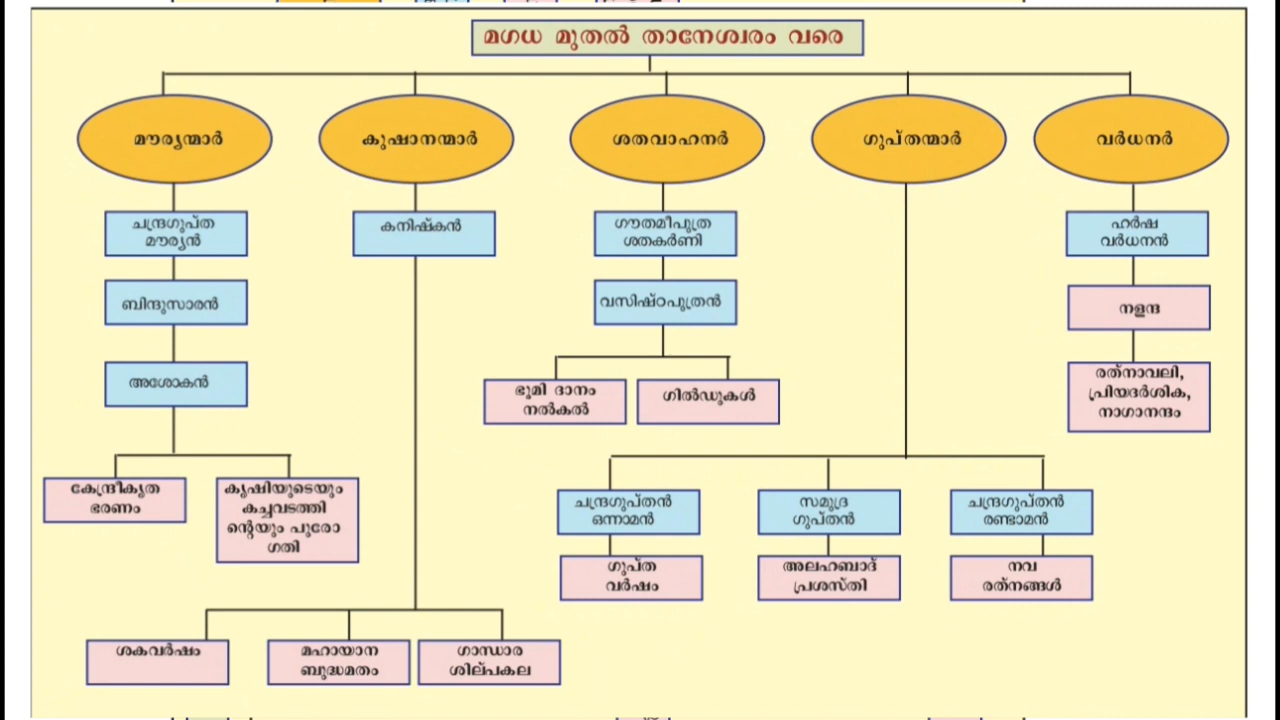 മഗധ മുതൽ താനേശ്വരം വരെ
മൗര്യന്മാർ
കുഷാനന്മാർ
ശതവാഹനർ
ഗുപ്തന്മാർ
വർധനർ
ചന്ദ്രഗുപ്ത
മൗര്യൻ
കനിഷ്കൻ
ഗൗതമീപുത്ര
ശതകർണി
ഹർഷ
വർധനൻ
ബിന്ദുസാരൻ
വസിഷ്ഠപുത്രൻ
നളന്ദ
അശോകൻ
ഭൂമി ദാനം
നൽകൽ
ഗിൽഡുകൾ
രത്നാവലി,
പ്രിയദർശിക,
നാഗാനന്ദം
കേന്ദ്രീകൃത
ഭരണം
കൃഷിയുടെയും
കച്ചവടത്തി
ന്റെയും പുരോ
ഗതി
ചന്ദ്രഗുപ്തൻ
ഒന്നാമൻ
സമുദ്ര
ഗുപ്തൻ
ചന്ദ്രഗുപ്തൻ
രണ്ടാമൻ
ഗുപ്ത
വർഷം
അലഹബാദ്
പ്രശസ്തി
നവ
രത്നങ്ങൾ
ശകവർഷം
മഹായാന
ബുദ്ധമതം
ഗാന്ധാര
ശില്പകല